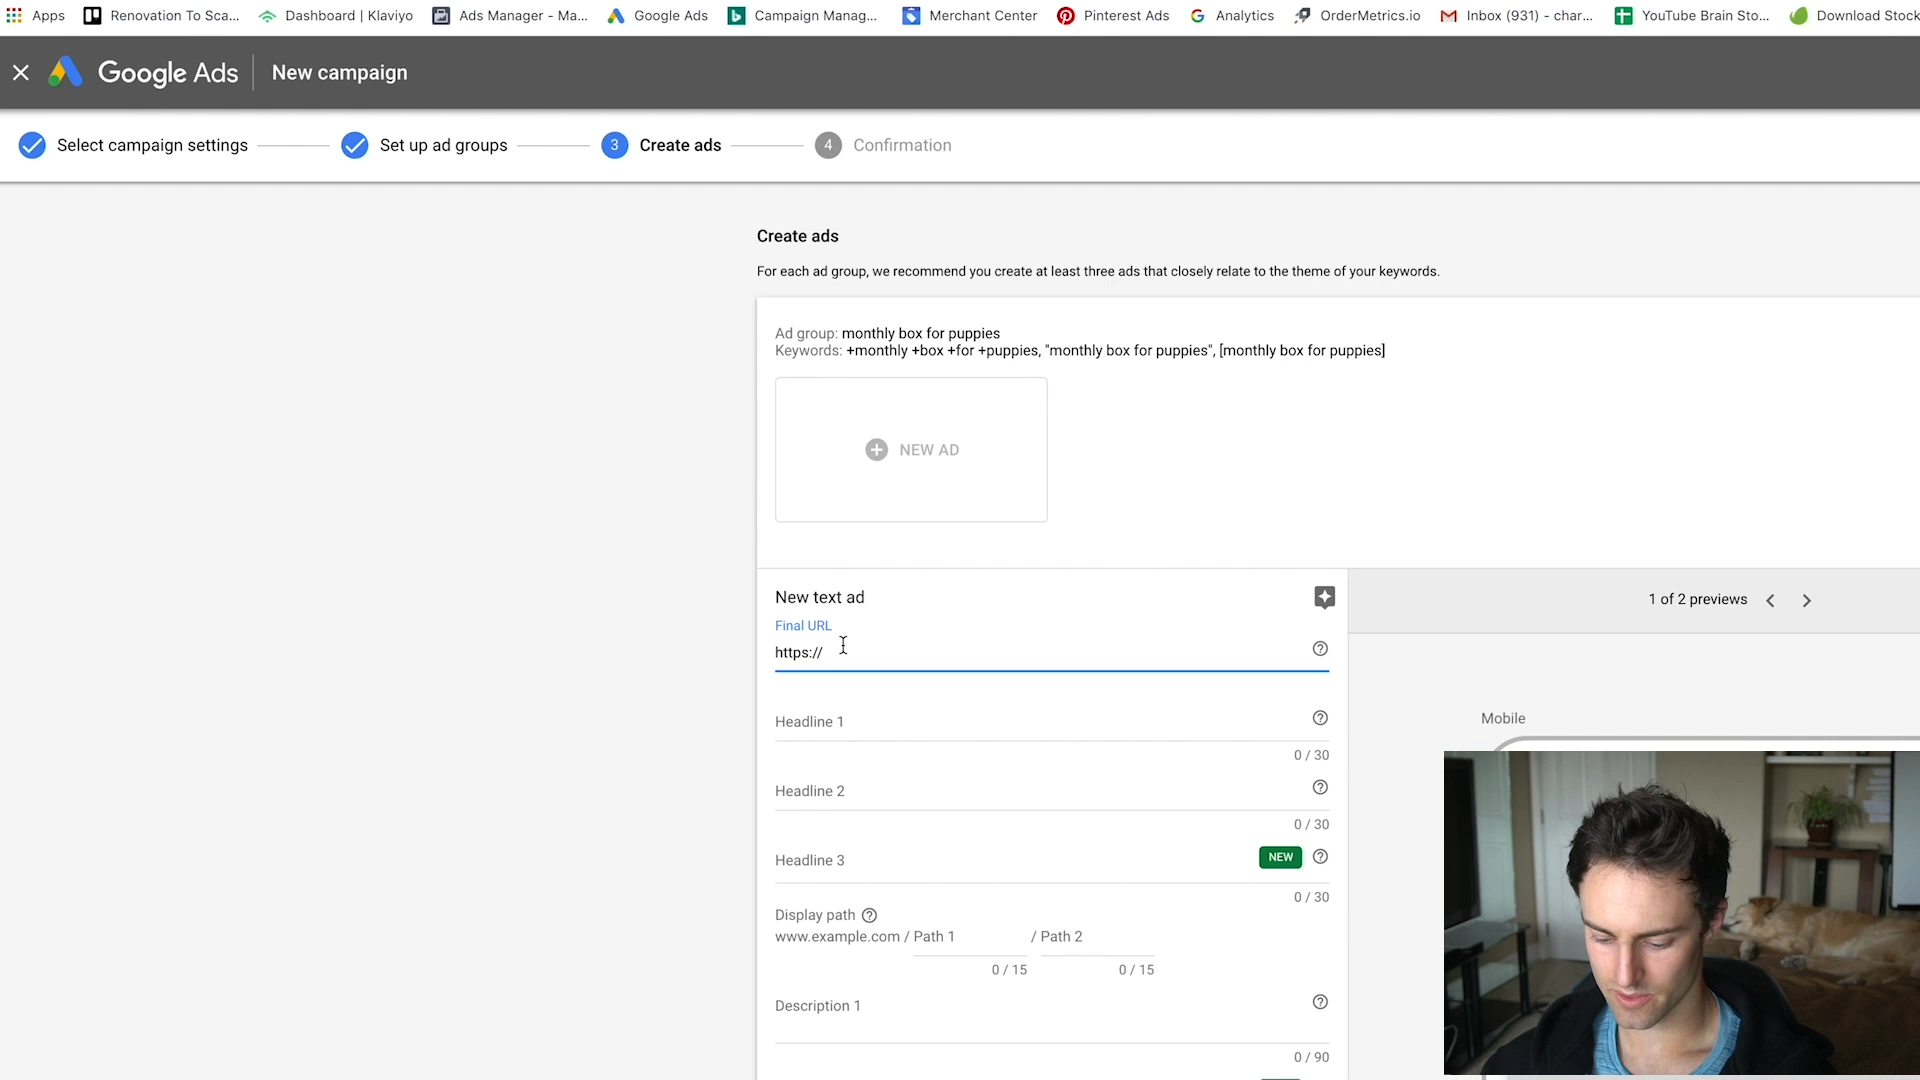 Apps Renovation To Sca... Dashboard | Klaviyo Ads Manager - Ma... Google Ads Campaign Manag... Merchant Center Pinterest Ads Analytics OrderMetrics.io Inbox (931) - char... YouTube Brain Sto... Download Stock
Google Ads New campaign
Select campaign settings Set up ad groups 3 Create ads 4 Confirmation
Create ads
For each ad group, we recommend you create at least three ads that closely relate to the theme of your keywords.
Ad group: monthly box for puppies
Keywords: +monthly +box +for +puppies, "monthly box for puppies", [monthly box for puppies]
NEW AD
New text ad
1 of 2 previews
Final URL
https://
Headline 1
Mobile
0 / 30
Headline 2
0 / 30
Headline 3 NEW
0 / 30
Display path
www.example.com / Path 1 / Path 2
0 / 15 0 / 15
Description 1
0 / 90